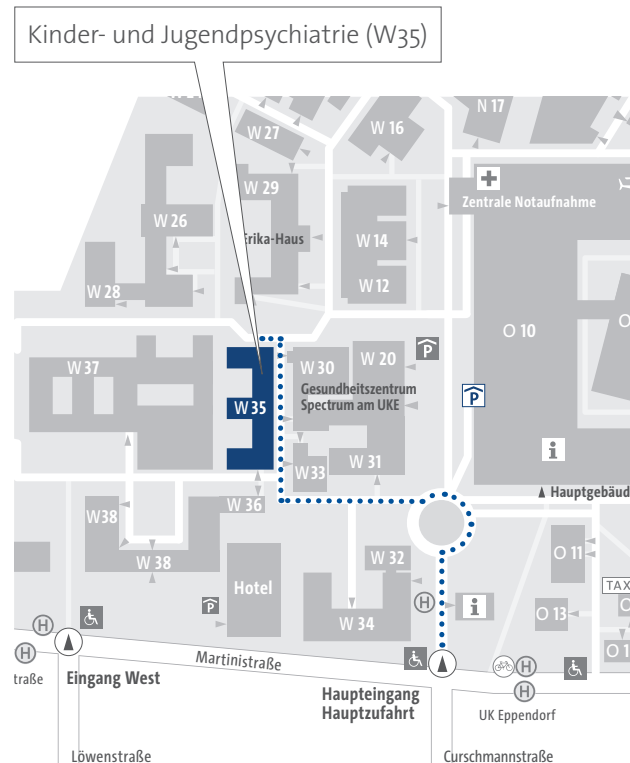 Kinder- und Jugendpsychiatrie (W35)
N 17
W 27
W 16
W 29
Zentrale Notaufnahme
W 26
Erika-Haus
W 14
W 28
W 12
O 10
P
W 37
W 30
W 20
P
Gesundheitszentrum
Spectrum am UKE
W 35
i
W 33
W 31
Hauptgebäud
W 36
W38
O 11
W 38
W 32
Hotel
TAX
H
i
P
O 13
W 34
H
H
Martinistraße
H
traße
Eingang West
Haupteingang
Hauptzufahrt
H
UK Eppendorf
Löwenstraße
Curschmannstraße